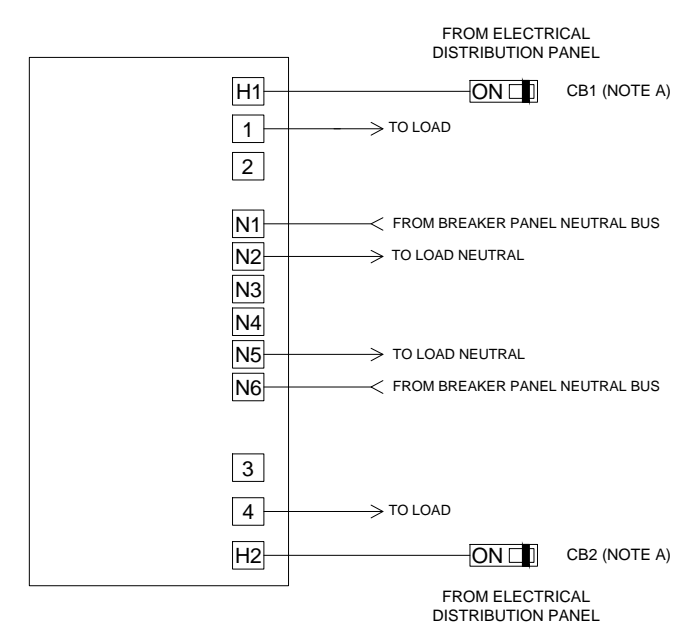 FROM ELECTRICAL
DISTRIBUTION PANEL
H1 ON CB1 (NOTE A)
1 TO LOAD
2
N1 FROM BREAKER PANEL NEUTRAL BUS
N2 TO LOAD NEUTRAL
N3
N4
N5 TO LOAD NEUTRAL
N6 FROM BREAKER PANEL NEUTRAL BUS
3
4 TO LOAD
H2 ON CB2 (NOTE A)
FROM ELECTRICAL
DISTRIBUTION PANEL